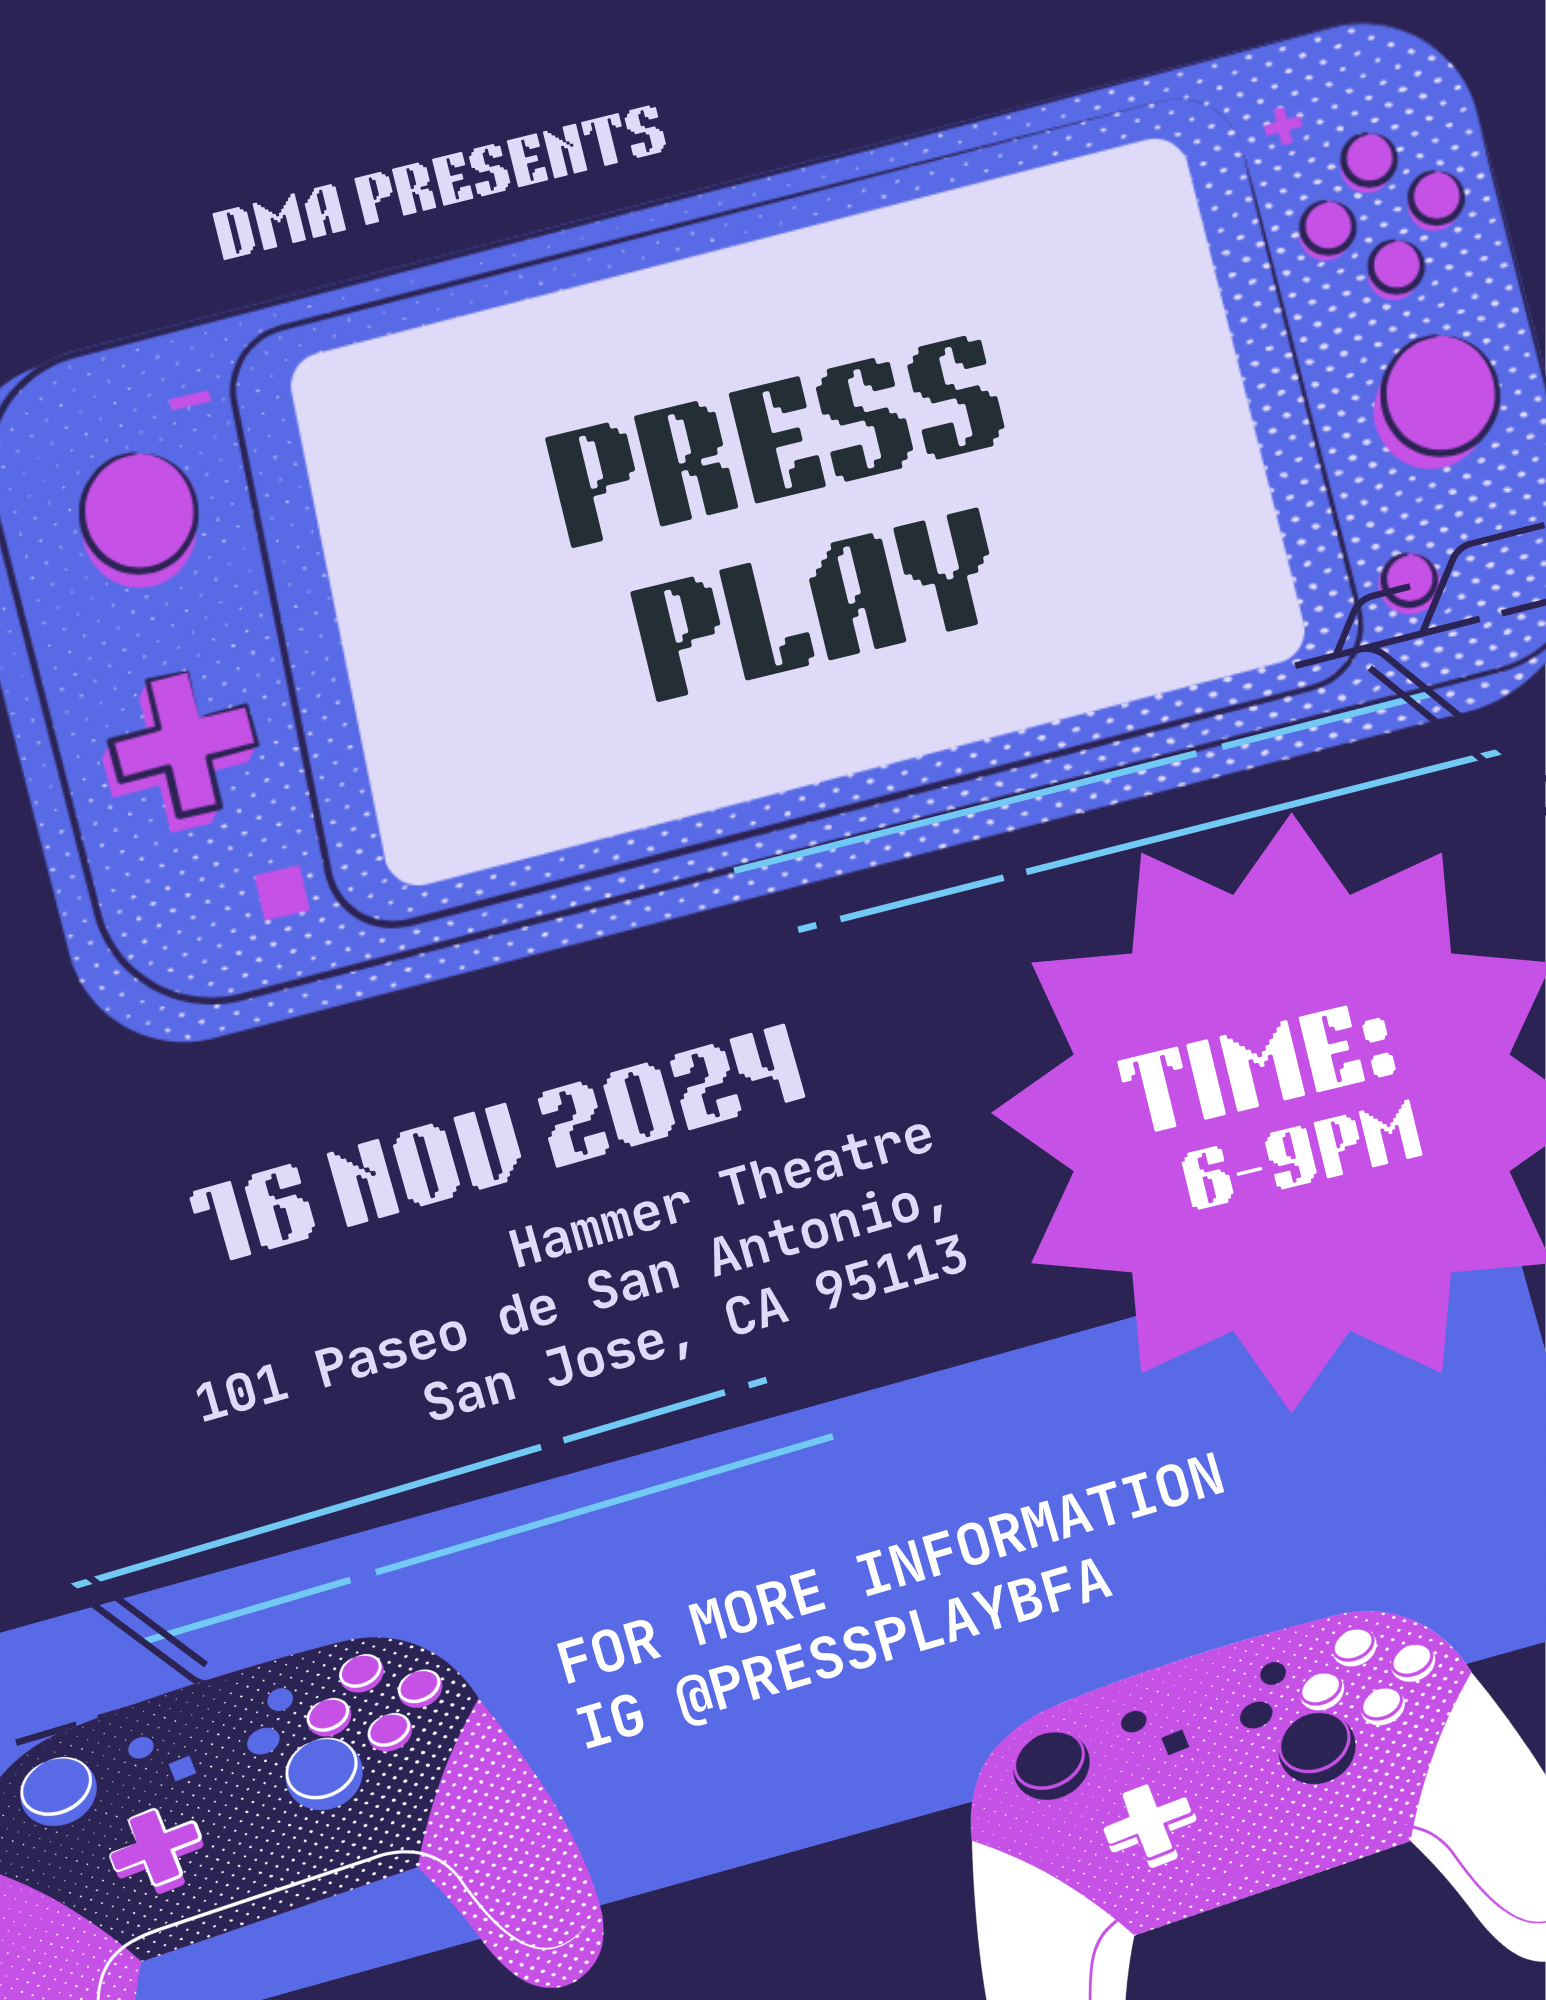 DMA PRESENTS
PRESS
PLAY
16 NOV 2024
Hammer Theatre
101 Paseo de San Antonio,
San Jose, CA 95113
TIME:
6-9PM
FOR MORE INFORMATION
IG @PRESSPLAYBFA